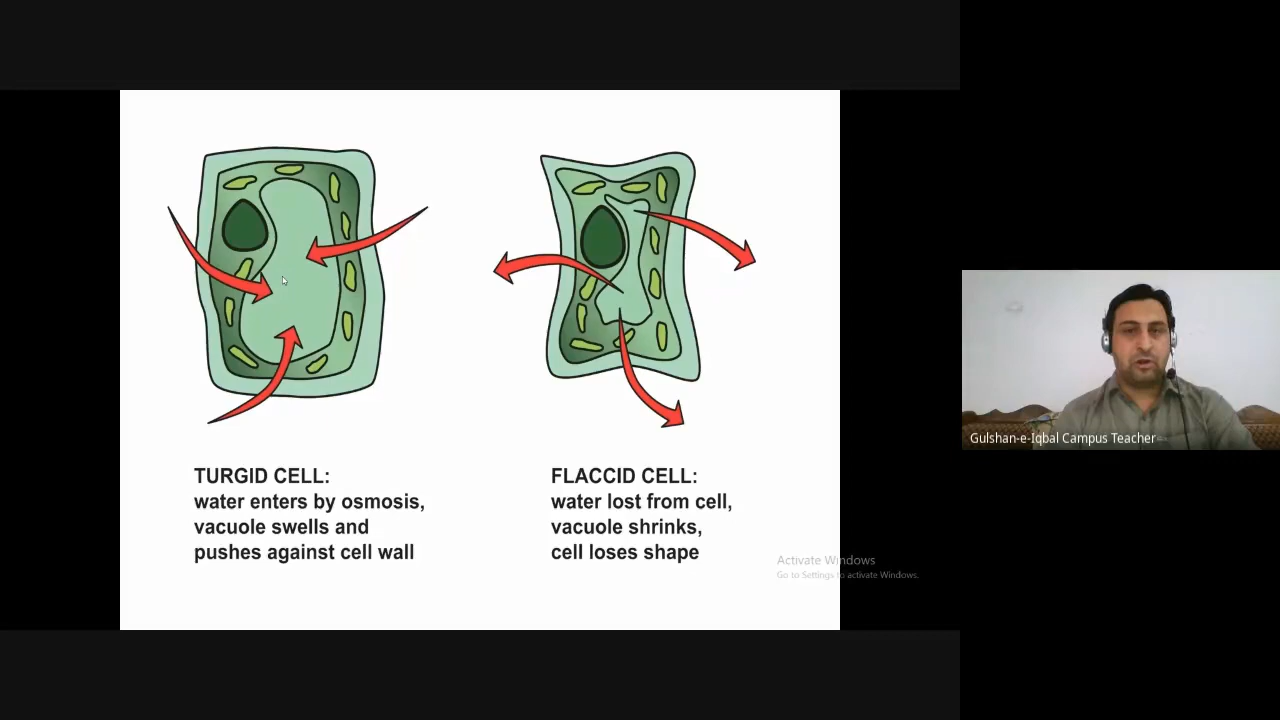 TURGID CELL:
water enters by osmosis,
vacuole swells and
pushes against cell wall
FLACCID CELL:
water lost from cell,
vacuole shrinks,
cell loses shape
Activate Windows
Go to Settings to activate Windows.
Gulshan-e-Iqbal Campus Teacher